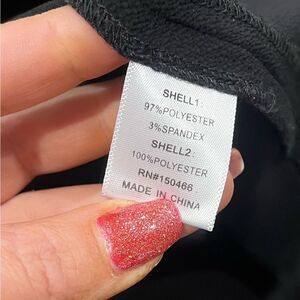 SHELL1:
97%POLYESTER
3%SPANDEX
SHELL2:
100%POLYESTER
RN#150466
MADE IN CHINA